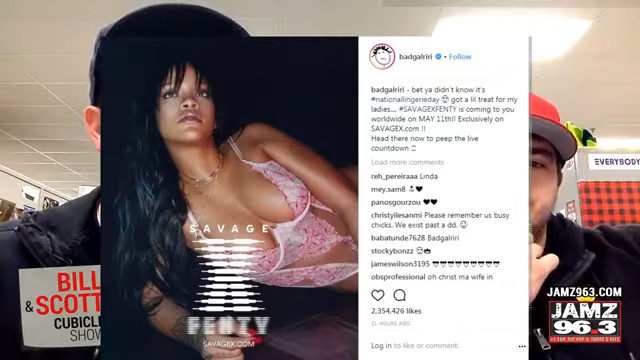 badgalriri • Follow
badgalriri - bet ya didn't know it's
#nationallingerieday got a lil treat for my
ladies.... #SAVAGEXFENTY is coming to you
worldwide on MAY 11th!! Exclusively on
SAVAGEX.com !!
Head there now to peep the live
countdown
Load more comments
reh_pereiraaa Linda
mey.sam8
panosgourzou ♥♥
christyilesanmi Please remember us busy
chicks. We exist past a dd.
babatunde7628 Badgalriri
stockybonzz
jameswilson3195
obsprofessional oh christ ma wife in
2,354,426 likes
21 HOURS AGO
Log in to like or comment.
...
SAVAGE
X
FENTY
SAVAGEX.COM
BILL
& SCOTT
CUBICLE
SHOW
EVERYBODY
JAMZ963.COM
JAMZ
96.3